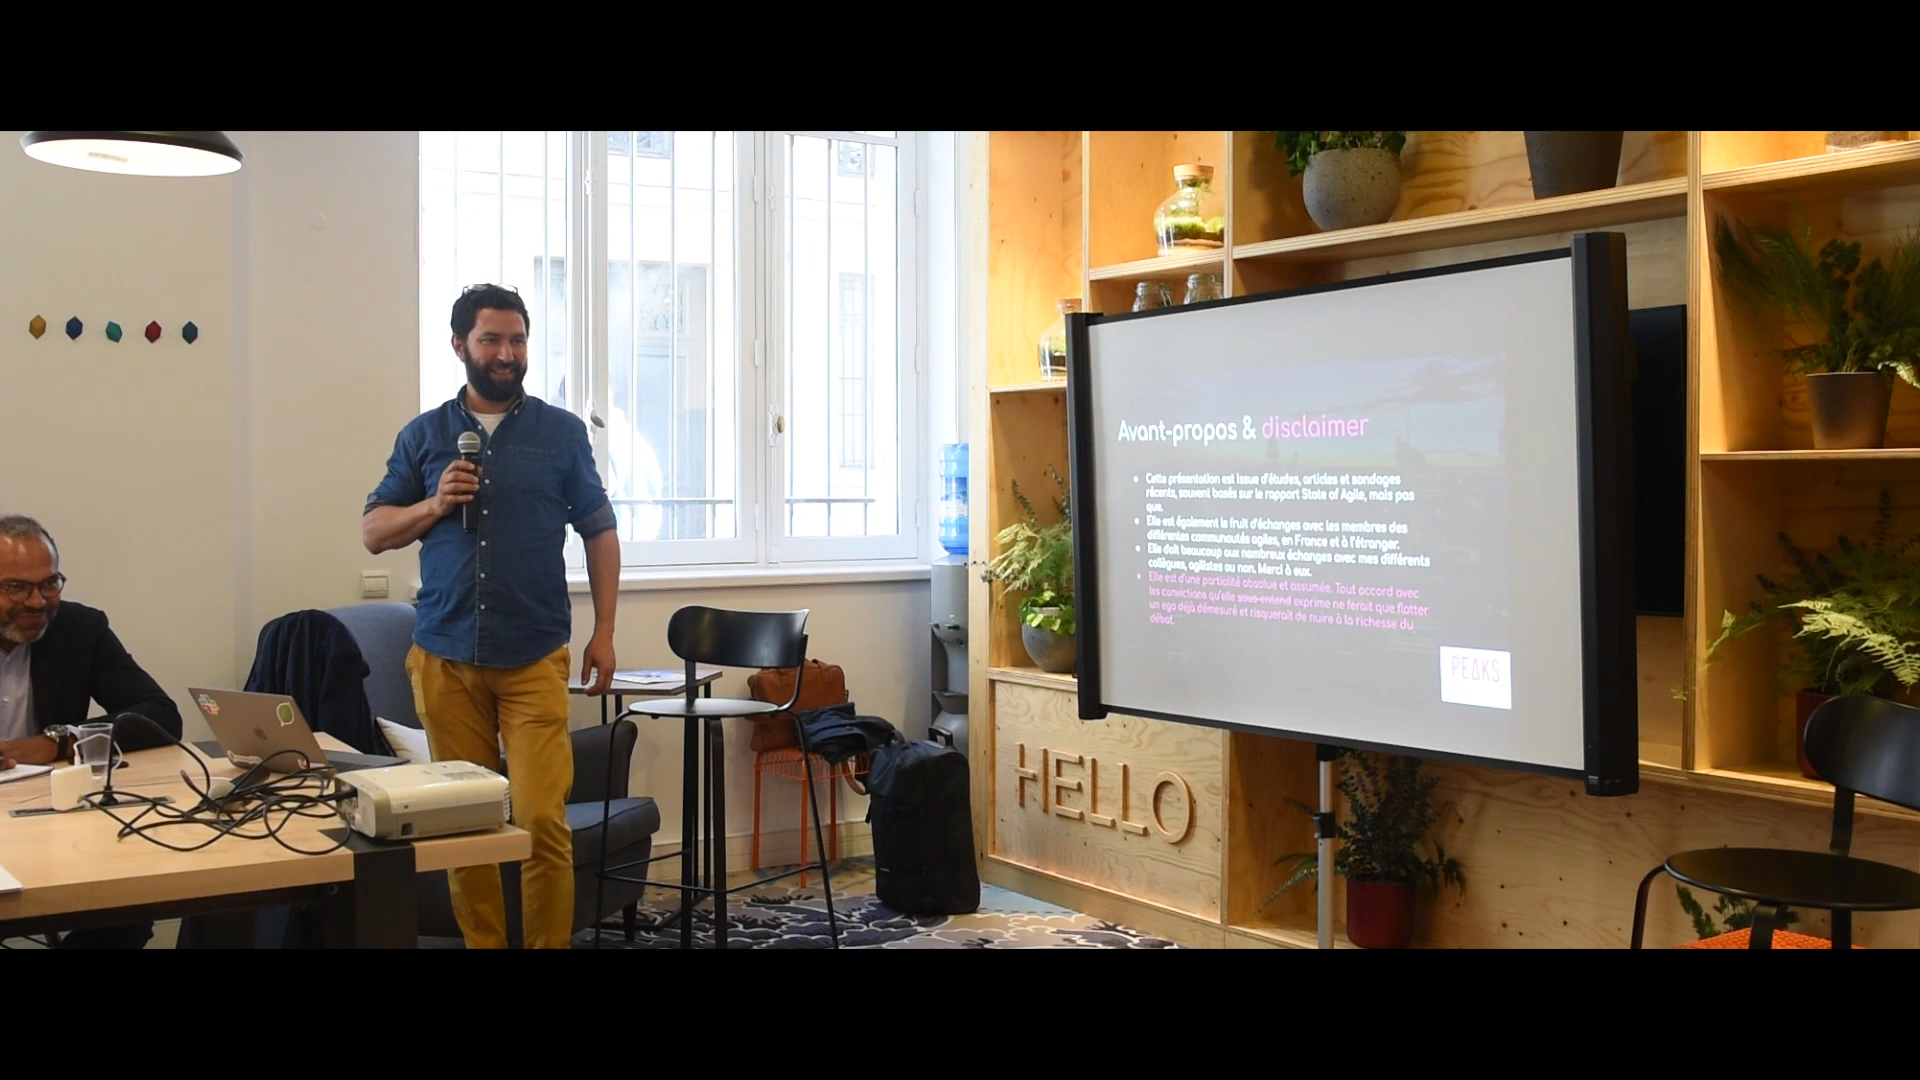 Avant-propos & disclaimer
Cette présentation est issue d'études, articles et sondages
récents, souvent basés sur le rapport State of Agile, mais pas
que.
Elle est également le fruit d'échanges avec les membres des
différentes communautés agiles, en France et à l'étranger.
Elle doit beaucoup aux nombreux échanges avec mes différents
collègues, agilistes ou non. Merci à eux.
Elle est d'une partialité absolue et assumée. Tout accord avec
les convictions qu'elle sous-entend exprime ne ferait que flatter
un ego déjà démesuré et risquerait de nuire à la richesse du
débat.
PEAKS
HELLO